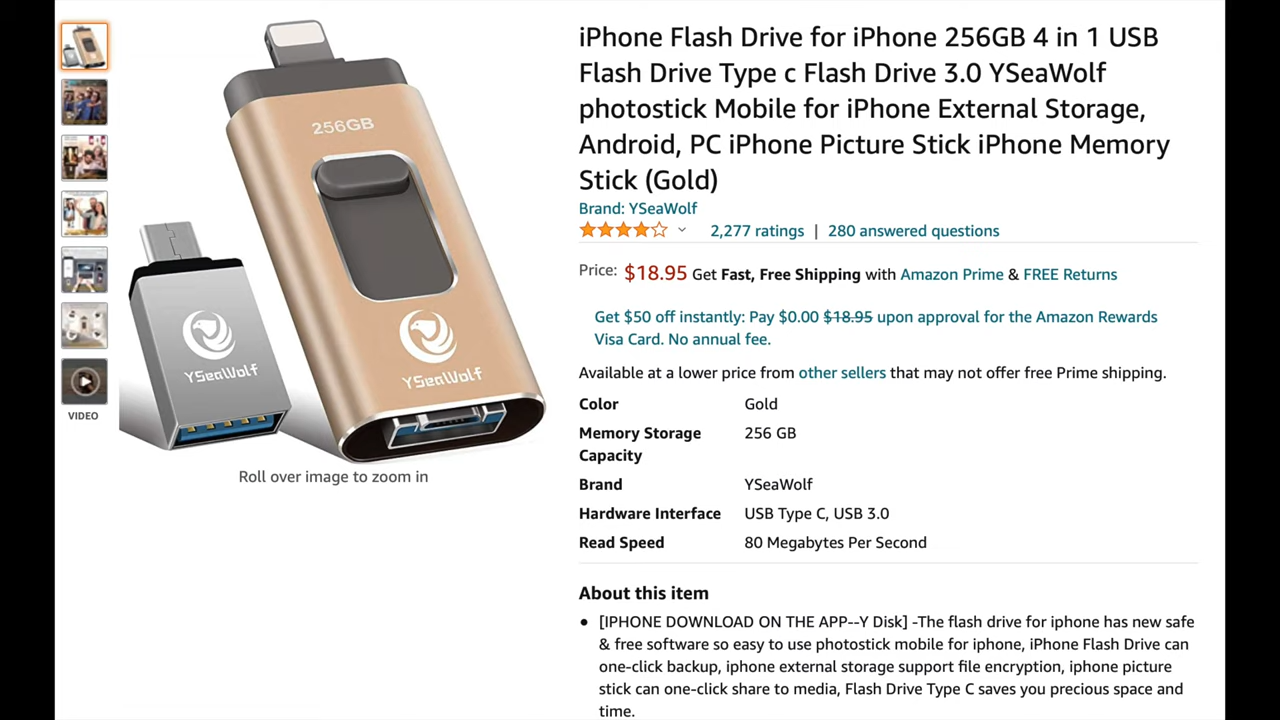 iPhone Flash Drive for iPhone 256GB 4 in 1 USB
Flash Drive Type c Flash Drive 3.0 YSeaWolf
photostick Mobile for iPhone External Storage,
Android, PC iPhone Picture Stick iPhone Memory
Stick (Gold)
Brand: YSeaWolf
2,277 ratings | 280 answered questions
Price: $18.95 Get Fast, Free Shipping with Amazon Prime & FREE Returns
Get $50 off instantly: Pay $0.00 $18.95 upon approval for the Amazon Rewards
Visa Card. No annual fee.
Available at a lower price from other sellers that may not offer free Prime shipping.
Color Gold
Memory Storage Capacity 256 GB
Brand YSeaWolf
Hardware Interface USB Type C, USB 3.0
Read Speed 80 Megabytes Per Second
About this item
• [IPHONE DOWNLOAD ON THE APP--Y Disk] -The flash drive for iphone has new safe
& free software so easy to use photostick mobile for iphone, iPhone Flash Drive can
one-click backup, iphone external storage support file encryption, iphone picture
stick can one-click share to media, Flash Drive Type C saves you precious space and
time.
256GB
YSeaWolf
YSeaWolf
VIDEO
Roll over image to zoom in